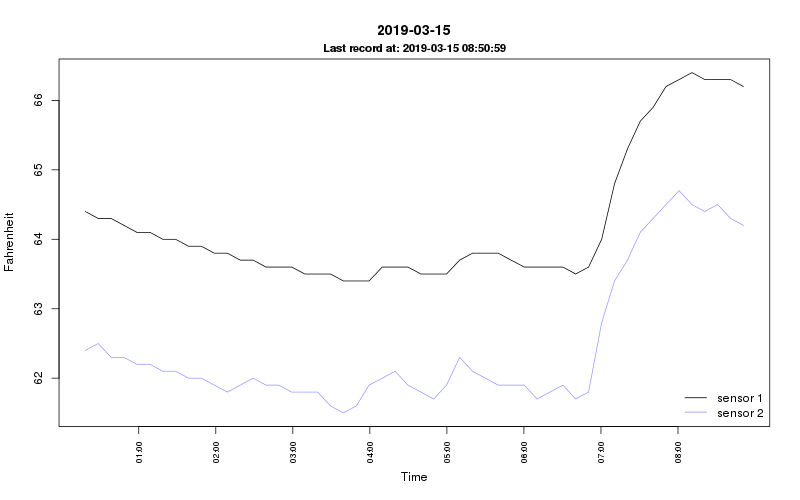 2019-03-15
Last record at: 2019-03-15 08:50:59
66
65
64
63
62
Fahrenheit
sensor 1
sensor 2
01:00 02:00 03:00 04:00 05:00 06:00 07:00 08:00
Time